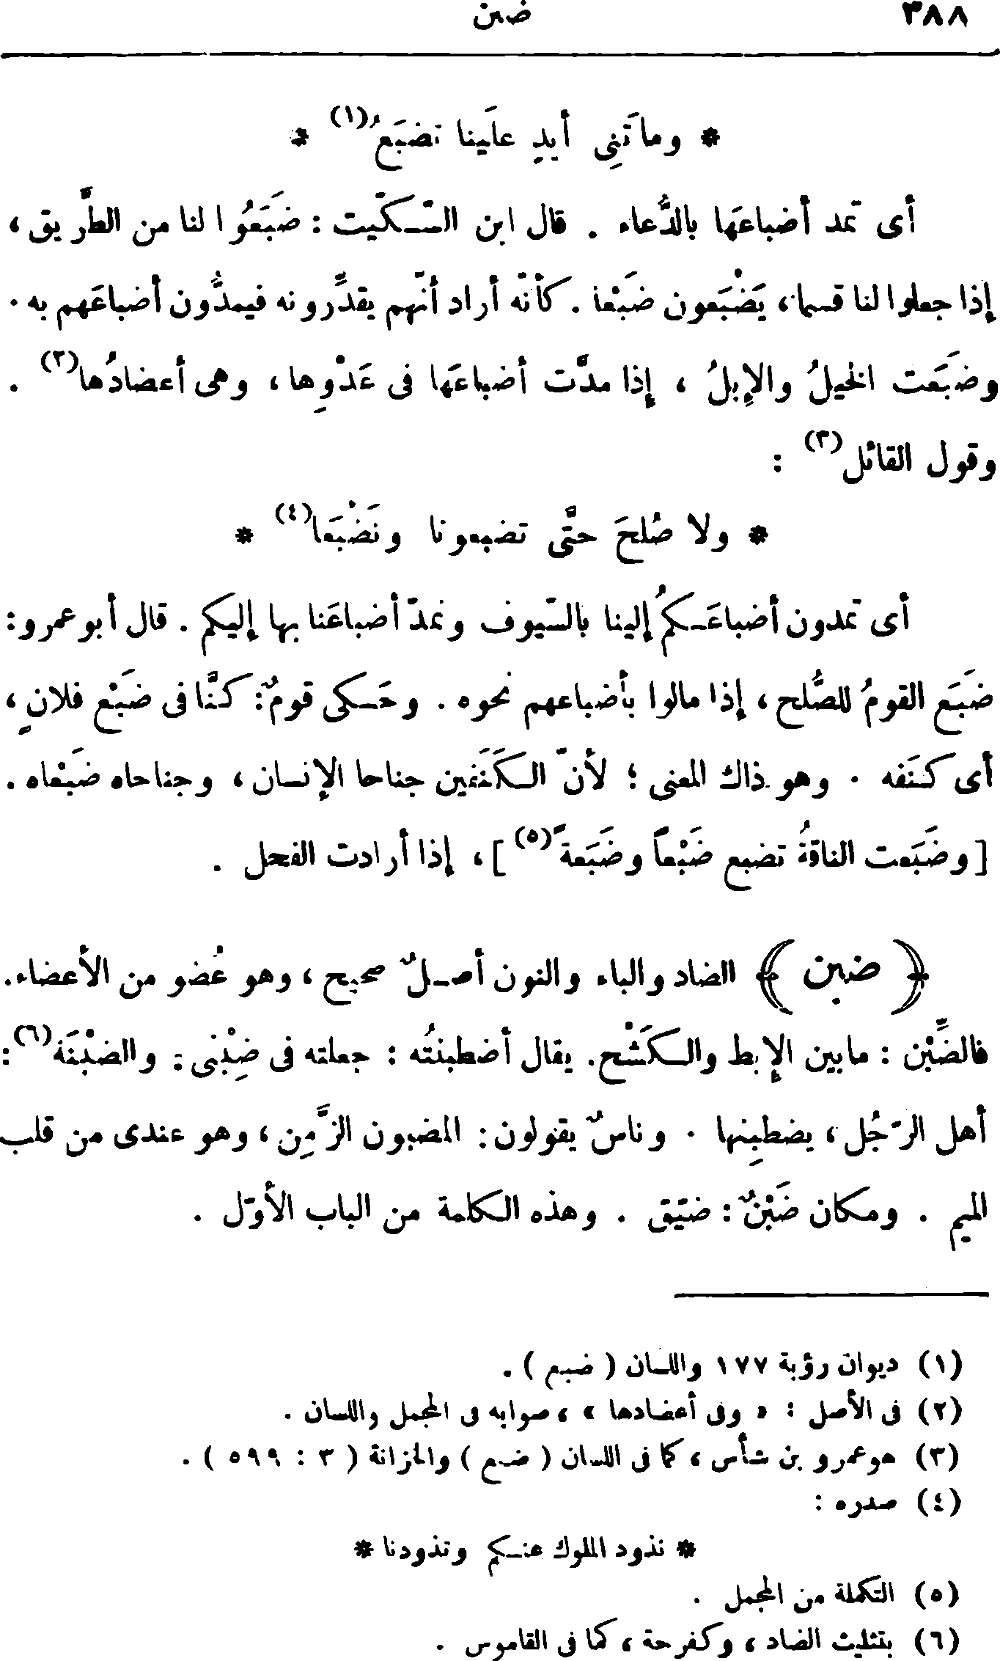 ٣٨٨ ضبن
* وما تَنِى أيدٍ علَينا تضبَعُ(١) *
أى تمد أضباعَها بالدُّعاء . قال ابن السّكّيت : ضَبَعُوا لنا من الطَّريق ،
إذا جعلوا لنا قسما ، يَضْبَعون ضَبْعا . كأنّه أراد أنّهم يقدِّرونه فيمدُّون أضباعَهم به .
وضبَعَت الخيلُ والإبلُ ، إذا مدَّت أضباعَها فى عَدْوِها ، وهى أعضادُها(٢) .
وقول القائل(٣) :
* ولا صُلحَ حتَّى تضبعونا ونَضْبَعا(٤) *
أى تمدون أضباعَكمُ إلينا بالسّيوف ونمدّ أضباعَنا بها إليكم . قال أبو عمرو :
ضَبَع القومُ للصُّلح ، إذا مالوا بأضباعهم نحوه . وحَكى قومٌ : كنَّا فى ضَبْع فلانٍ ،
أى كنَفه . وهو ذاك المعنى ؛ لأنّ الكَنَفَين جناحا الإنسان ، وجناحاه ضَبْعاه .
[ وضَبَعت الناقةُ تضبع ضَبْعاً وضَبَعةً(٥) ] ، إذا أرادت الفحل .
﴿ ضبن ﴾ الضاد والباء والنون أصلٌ صحيح ، وهو عُضو من الأعضاء.
فالضِّبْن : ما بين الإبط والكَشْح. يقال أضطبنتُه : جعلته فى ضِبْنى . والضبْنَة(٦) :
أهل الرّجُل ، يضطبِنها . وناسٌ يقولون : المضبون الزَّمِن ، وهو عندى من قلب
الميم . ومكان ضَبْنٌ : ضيّق . وهذه الكلمة من الباب الأوّل .
(١) ديوان رؤبة ١٧٧ واللسان ( ضبع ) .
(٢) فى الأصل : « وفى أعضادها » ، صوابه فى المجمل واللسان .
(٣) هو عمرو بن شأس ، كما فى اللسان ( ضبع ) والخزانة ( ٣ : ٥٩٩ ) .
(٤) صدره :
* نذود الملوك عنكم وتذودنا *
(٥) التكملة من المجمل .
(٦) بتثليث الضاد ، وكفرحة ، كما فى القاموس .